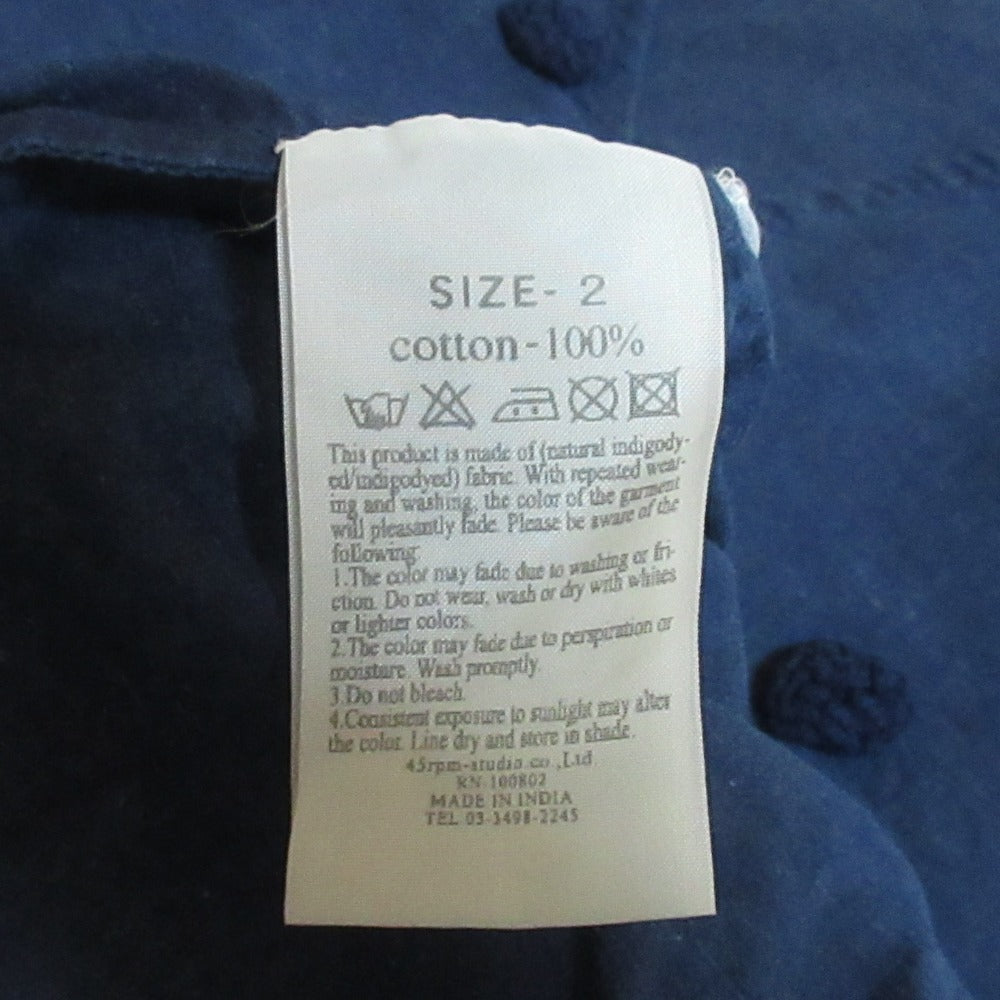 SIZE- 2
cotton-100%
This product is made of (natural indigody-
ed/indigodyed) fabric. With repeated wear-
ing and washing, the color of the garment
will pleasantly fade. Please be aware of the
following:
1.The color may fade due to washing or fri-
ction. Do not wear, wash or dry with whites
or lighter colors.
2.The color may fade due to perspiration or
moisture. Wash promptly.
3.Do not bleach.
4.Consistent exposure to sunlight may alter
the color. Line dry and store in shade.
45rpm-studio co.,Ltd
RN 100802
MADE IN INDIA
TEL 03-3498-2245